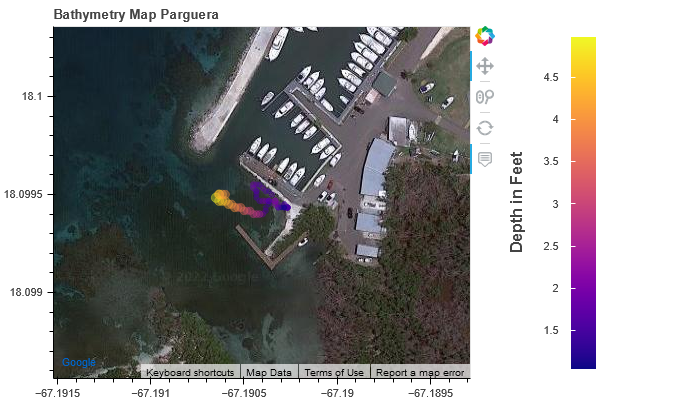 Bathymetry Map Parguera
18.1
18.0995
18.099
© 2022 Google
Google
Keyboard shortcuts
Map Data
Terms of Use
Report a map error
−67.1915
−67.191
−67.1905
−67.19
−67.1895
Depth in Feet
4.5
4
3.5
3
2.5
2
1.5